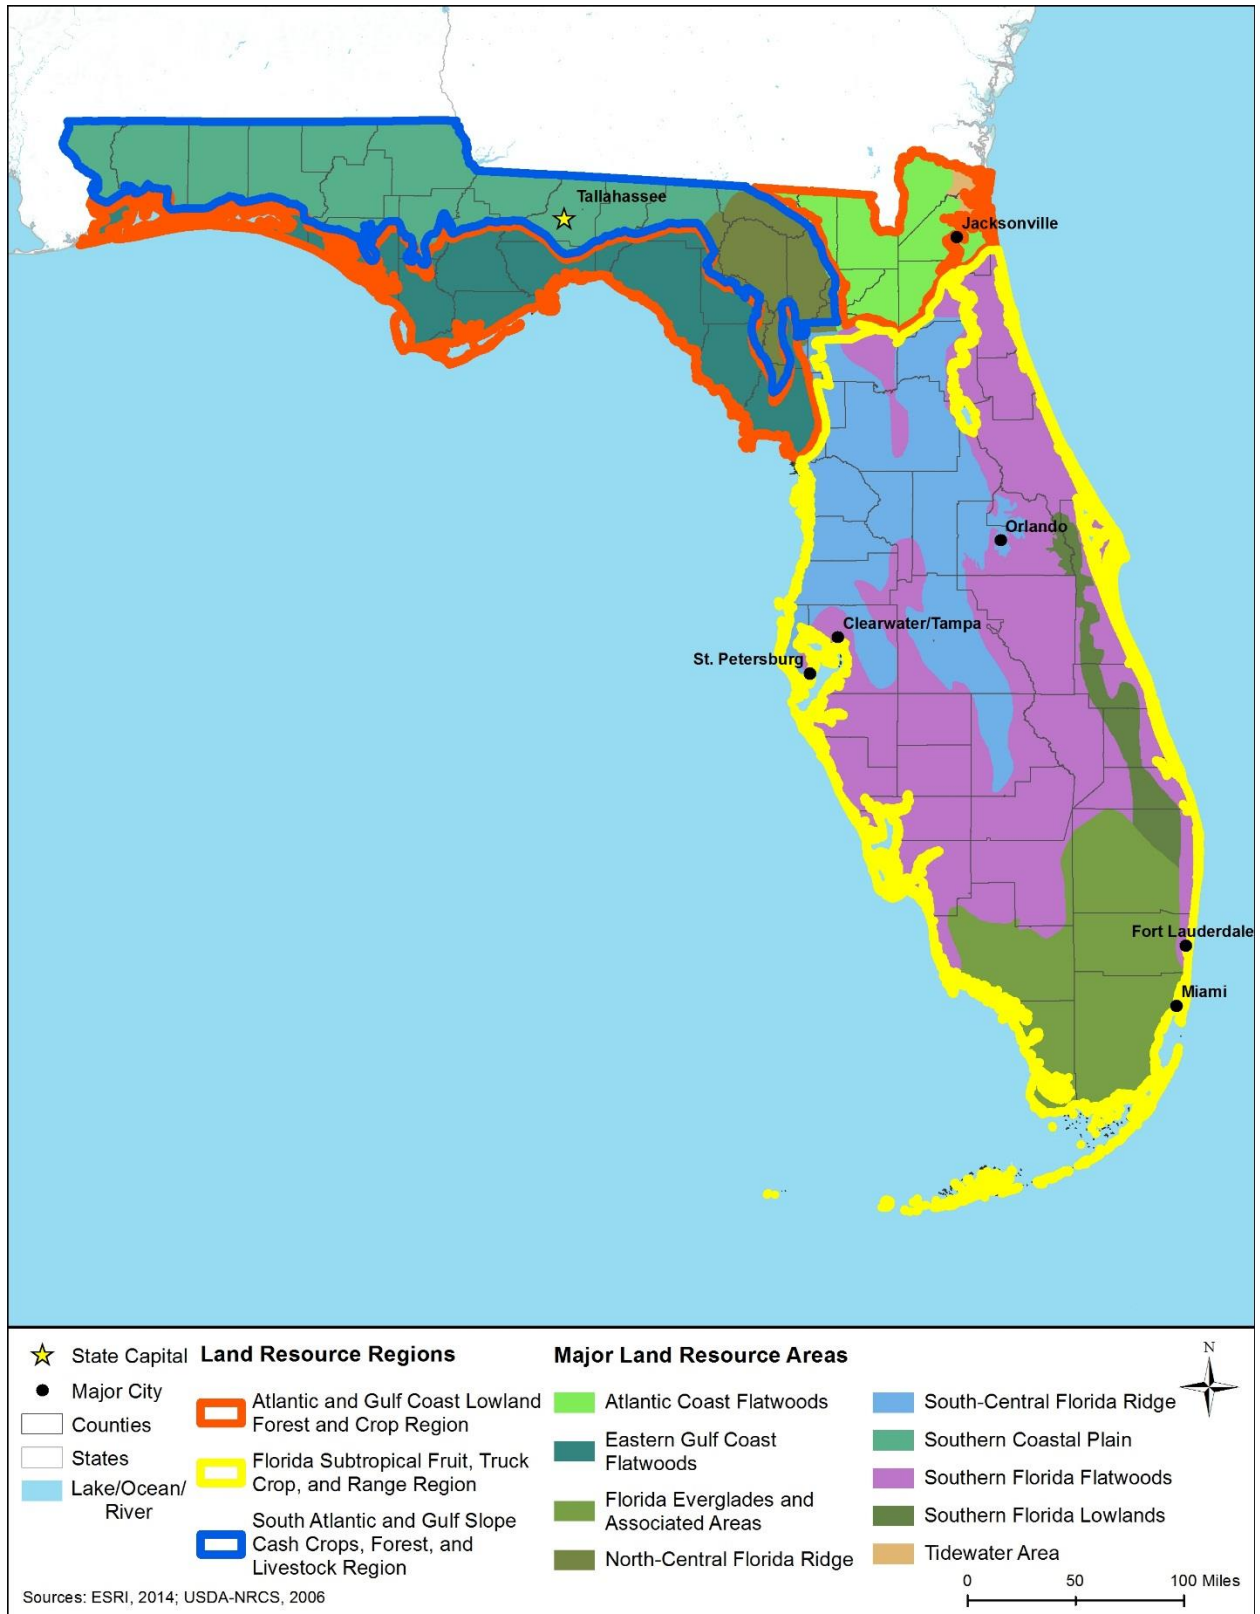 Tallahassee
Jacksonville
Orlando
Clearwater/Tampa
St. Petersburg
Fort Lauderdale
Miami
State Capital
Major City
Counties
States
Lake/Ocean/
River
Land Resource Regions
Atlantic and Gulf Coast Lowland
Forest and Crop Region
Florida Subtropical Fruit, Truck
Crop, and Range Region
South Atlantic and Gulf Slope
Cash Crops, Forest, and
Livestock Region
Major Land Resource Areas
Atlantic Coast Flatwoods
Eastern Gulf Coast
Flatwoods
Florida Everglades and
Associated Areas
North-Central Florida Ridge
South-Central Florida Ridge
Southern Coastal Plain
Southern Florida Flatwoods
Southern Florida Lowlands
Tidewater Area
N
0 50 100 Miles
Sources: ESRI, 2014; USDA-NRCS, 2006